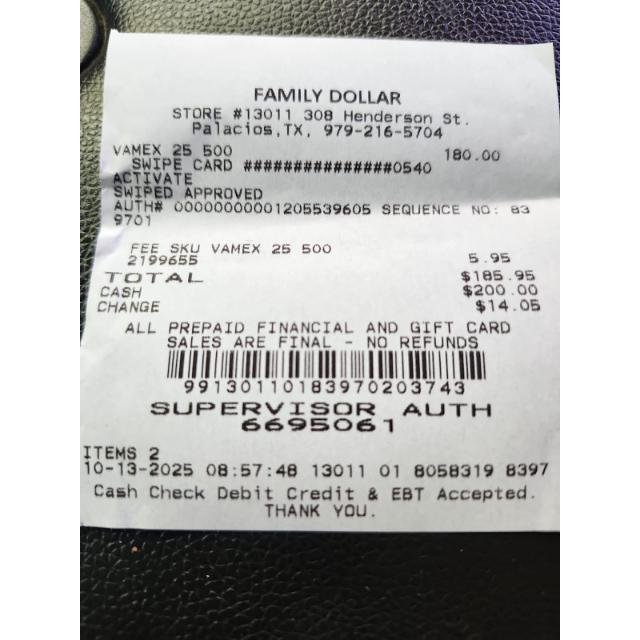 FAMILY DOLLAR
STORE #13011 308 Henderson St.
Palacios,TX, 979-216-5704
VAMEX 25 500 180.00
SWIPE CARD ###############0540
ACTIVATE
SWIPED APPROVED
AUTH# 00000000001205539605 SEQUENCE NO: 83
9701
FEE SKU VAMEX 25 500
2199655 5.95
TOTAL $185.95
CASH $200.00
CHANGE $14.05
ALL PREPAID FINANCIAL AND GIFT CARD
SALES ARE FINAL - NO REFUNDS
99130110183970203743
SUPERVISOR AUTH
6695061
ITEMS 2
10-13-2025 08:57:48 13011 01 8058319 8397
Cash Check Debit Credit & EBT Accepted.
THANK YOU.